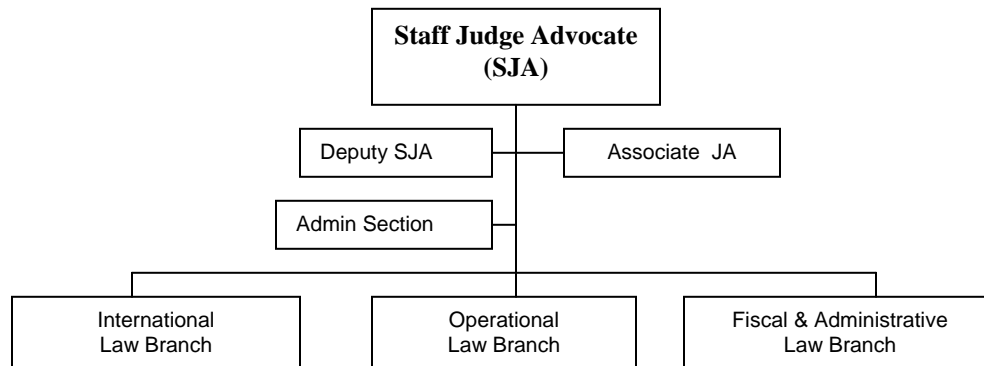 Staff Judge Advocate
(SJA)
Deputy SJA
Associate JA
Admin Section
International
Law Branch
Operational
Law Branch
Fiscal & Administrative
Law Branch